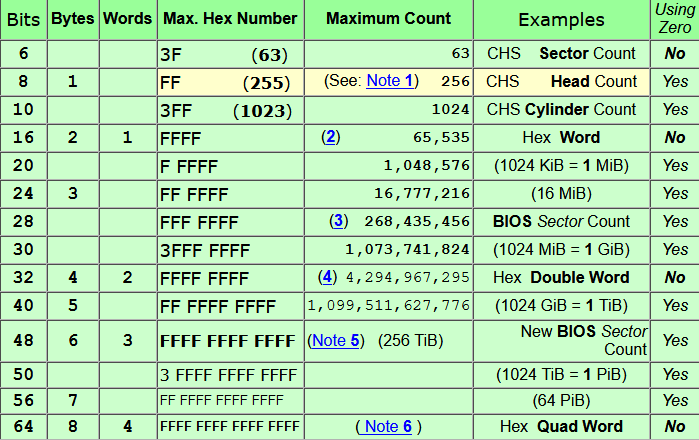 Bits Bytes Words Max. Hex Number Maximum Count Examples Using Zero
6 3F (63) 63 CHS Sector Count No
8 1 FF (255) (See: Note 1) 256 CHS Head Count Yes
10 3FF (1023) 1024 CHS Cylinder Count Yes
16 2 1 FFFF (2) 65,535 Hex Word No
20 F FFFF 1,048,576 (1024 KiB = 1 MiB) Yes
24 3 FF FFFF 16,777,216 (16 MiB) Yes
28 FFF FFFF (3) 268,435,456 BIOS Sector Count Yes
30 3FFF FFFF 1,073,741,824 (1024 MiB = 1 GiB) Yes
32 4 2 FFFF FFFF (4) 4,294,967,295 Hex Double Word No
40 5 FF FFFF FFFF 1,099,511,627,776 (1024 GiB = 1 TiB) Yes
48 6 3 FFFF FFFF FFFF (Note 5) (256 TiB) New BIOS Sector Count Yes
50 3 FFFF FFFF FFFF (1024 TiB = 1 PiB) Yes
56 7 FF FFFF FFFF FFFF (64 PiB) Yes
64 8 4 FFFF FFFF FFFF FFFF ( Note 6 ) Hex Quad Word No